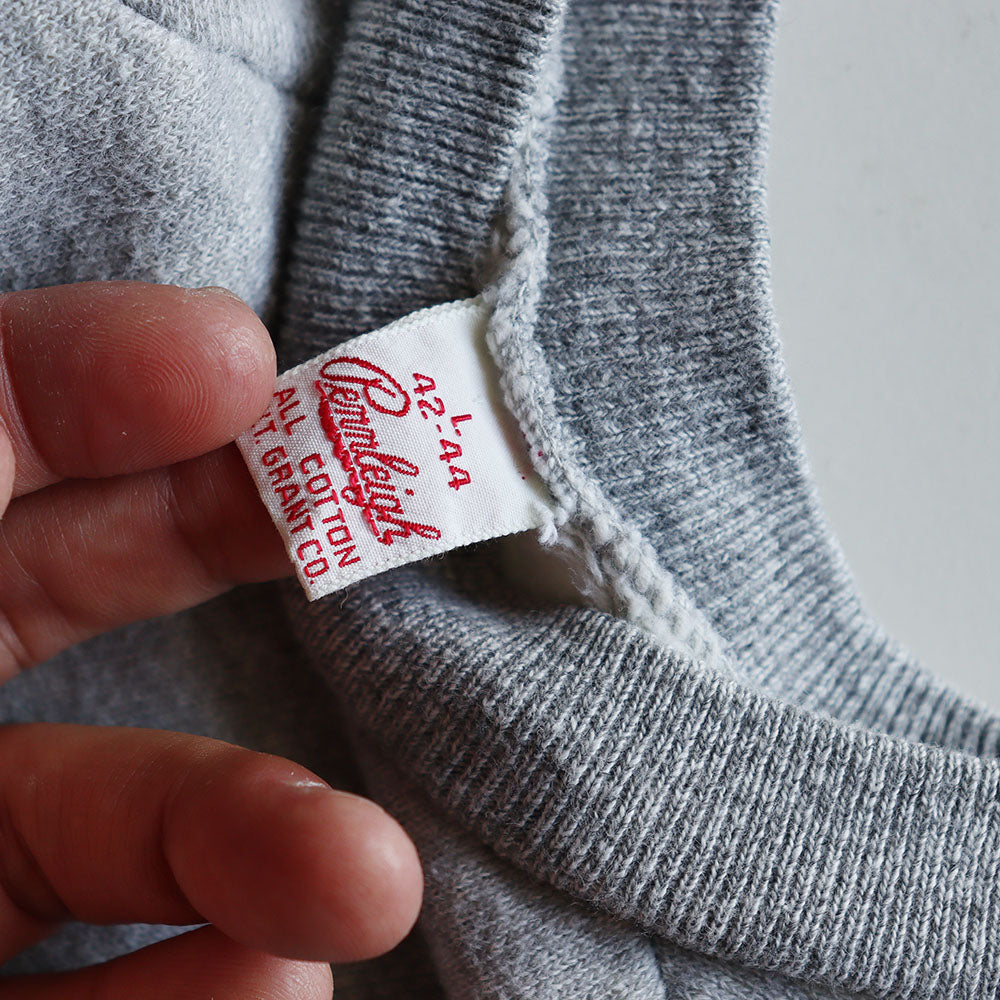 L
42-44
Pennleigh
ALL COTTON
W.T. GRANT CO.